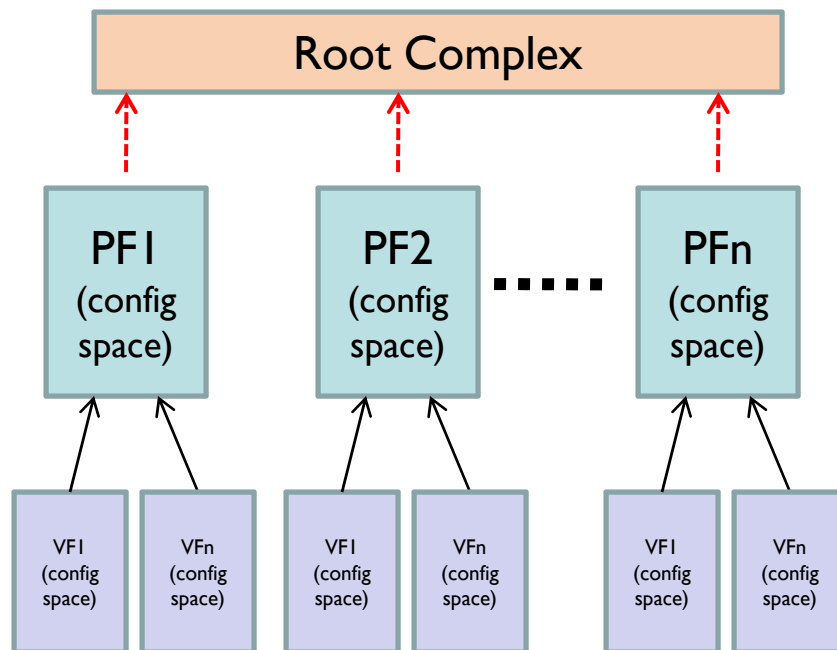 Root Complex
PF1
(config
space)
PF2
(config
space)
PFn
(config
space)
VF1
(config
space)
VFn
(config
space)
VF1
(config
space)
VFn
(config
space)
VF1
(config
space)
VFn
(config
space)